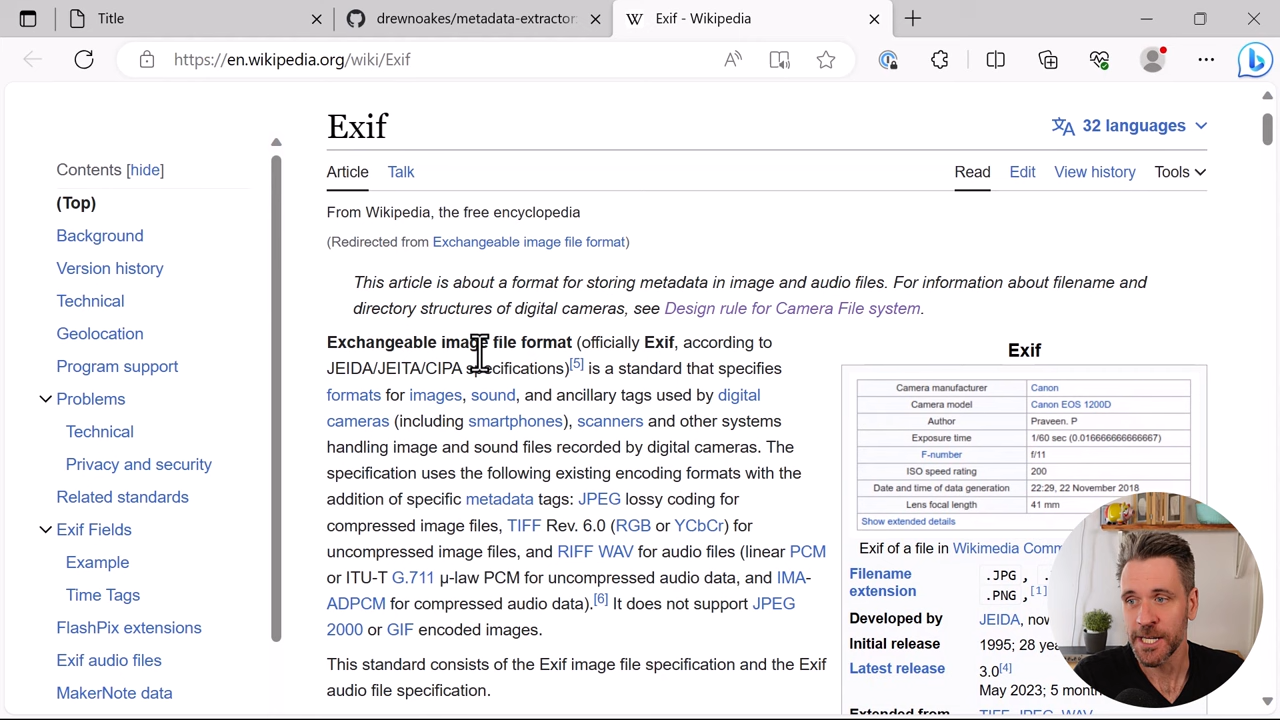 Title
drewnoakes/metadata-extractor:
Exif - Wikipedia
https://en.wikipedia.org/wiki/Exif
Exif
32 languages
Contents [hide]
(Top)
Background
Version history
Technical
Geolocation
Program support
Problems
Technical
Privacy and security
Related standards
Exif Fields
Example
Time Tags
FlashPix extensions
Exif audio files
MakerNote data
Article
Talk
Read
Edit
View history
Tools
From Wikipedia, the free encyclopedia
(Redirected from Exchangeable image file format)
This article is about a format for storing metadata in image and audio files. For information about filename and
directory structures of digital cameras, see Design rule for Camera File system.
Exchangeable image file format (officially Exif, according to
JEIDA/JEITA/CIPA specifications)[5] is a standard that specifies
formats for images, sound, and ancillary tags used by digital
cameras (including smartphones), scanners and other systems
handling image and sound files recorded by digital cameras. The
specification uses the following existing encoding formats with the
addition of specific metadata tags: JPEG lossy coding for
compressed image files, TIFF Rev. 6.0 (RGB or YCbCr) for
uncompressed image files, and RIFF WAV for audio files (linear PCM
or ITU-T G.711 μ-law PCM for uncompressed audio data, and IMA-
ADPCM for compressed audio data).[6] It does not support JPEG
2000 or GIF encoded images.
This standard consists of the Exif image file specification and the Exif
audio file specification.
Exif
Camera manufacturer Canon
Camera model Canon EOS 1200D
Author Praveen. P
Exposure time 1/60 sec (0.016666666666667)
F-number f/11
ISO speed rating 200
Date and time of data generation 22:29, 22 November 2018
Lens focal length 41 mm
Show extended details
Exif of a file in Wikimedia Comm
Filename .JPG,
extension .PNG,[1]
Developed by JEIDA, now
Initial release 1995; 28 yea
Latest release 3.0[4]
May 2023; 5 month
Extended from TIFF, JPEG, WAV